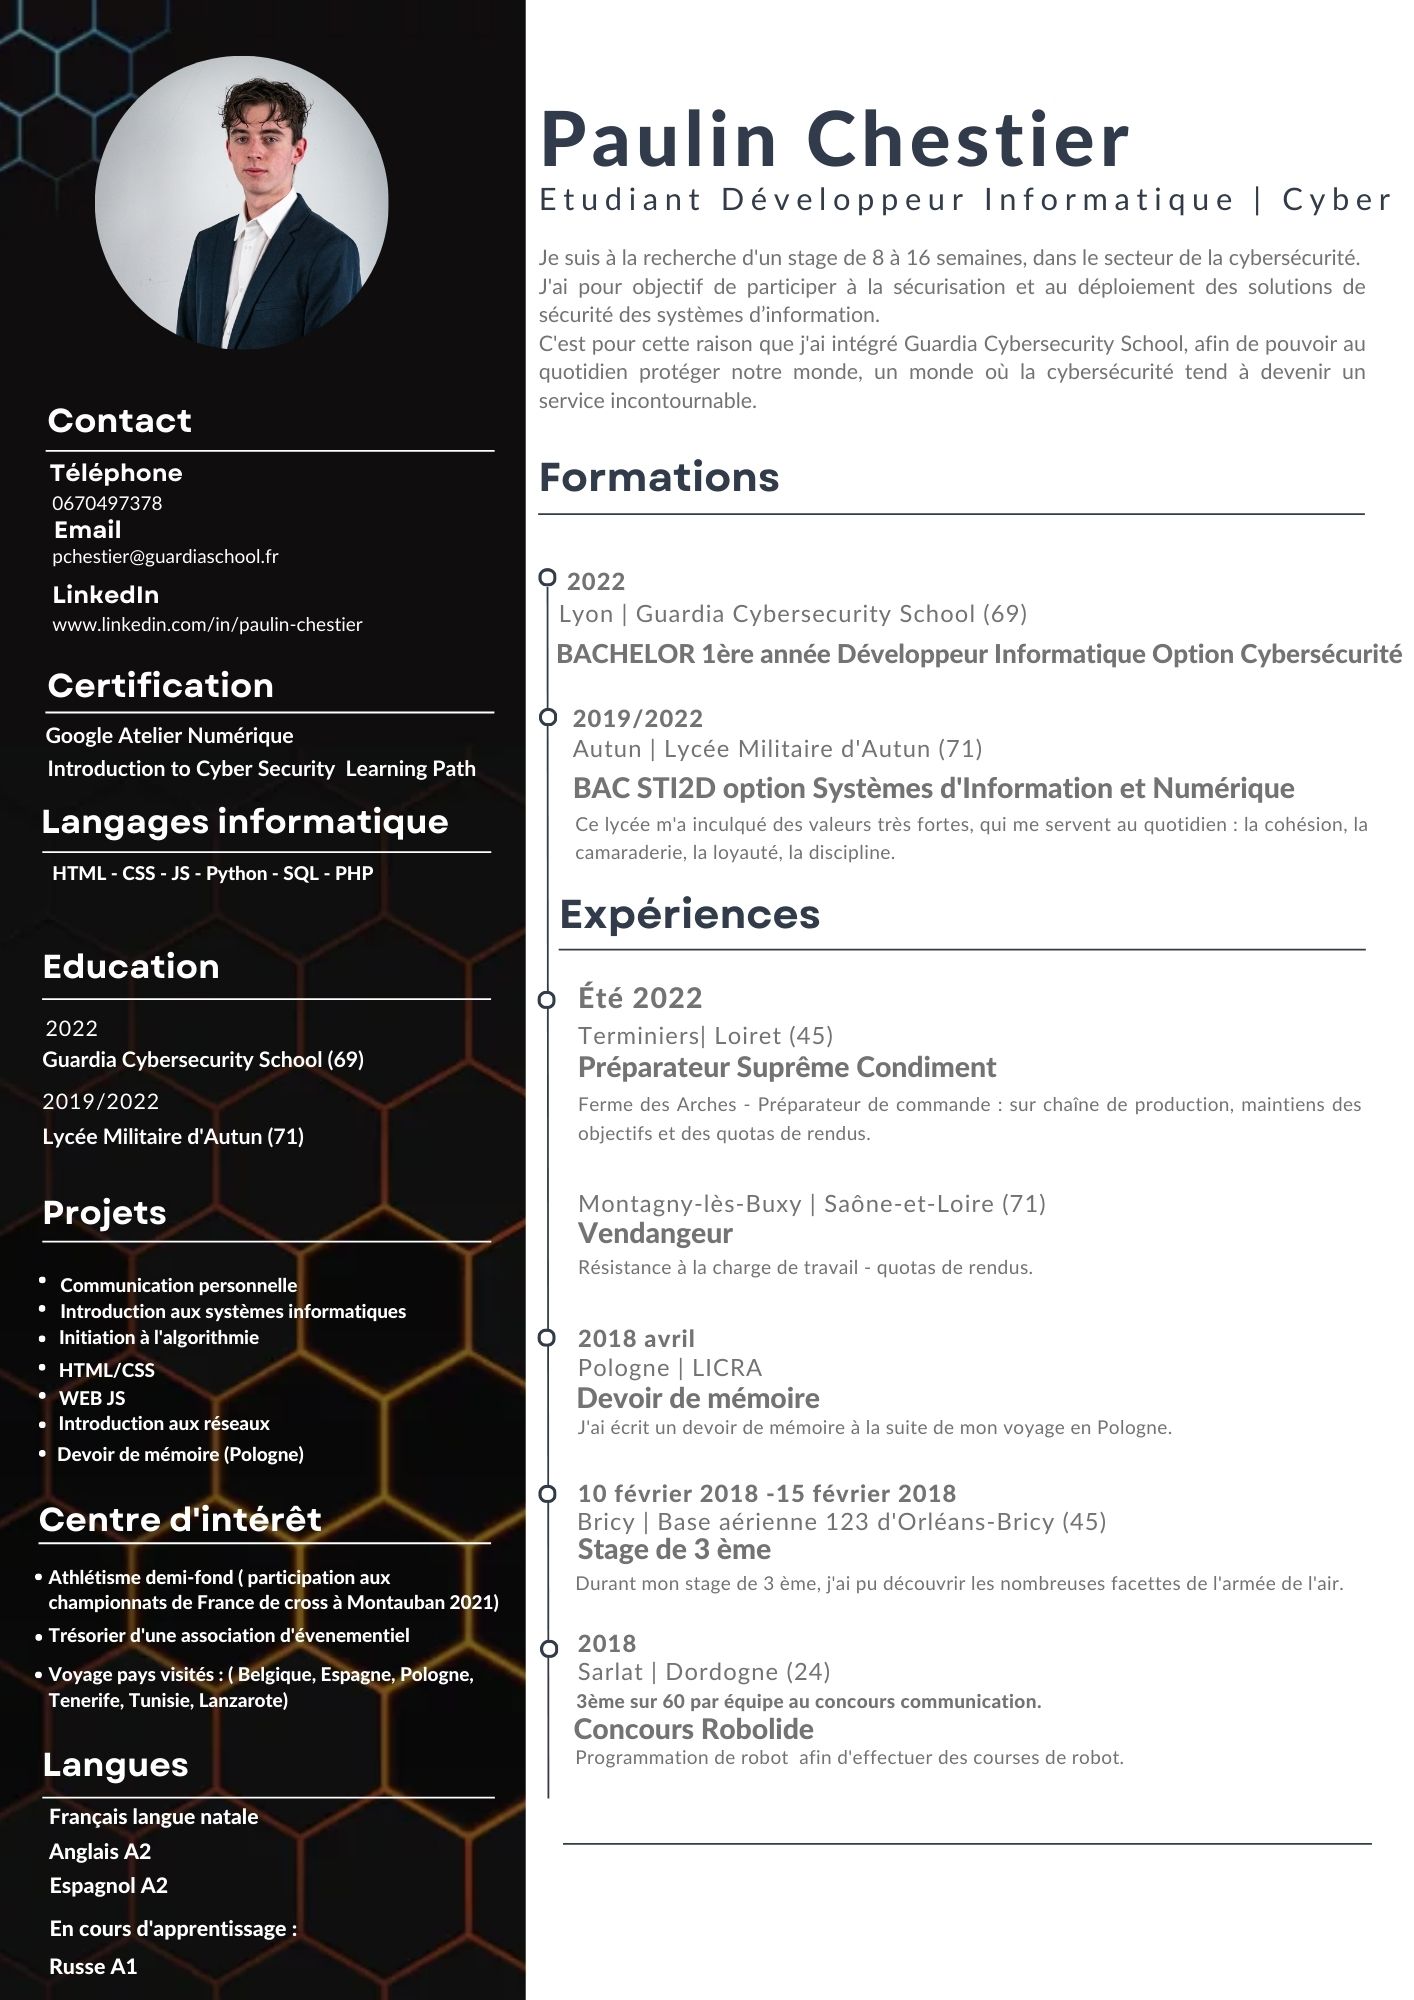 Contact
Téléphone
0670497378
Email
pchestier@guardiaschool.fr
LinkedIn
www.linkedin.com/in/paulin-chestier
Certification
Google Atelier Numérique
Introduction to Cyber Security  Learning Path
Langages informatique
HTML - CSS - JS - Python - SQL - PHP
Education
2022
Guardia Cybersecurity School (69)
2019/2022
Lycée Militaire d'Autun (71)
Projets
• Communication personnelle
• Introduction aux systèmes informatiques
• Initiation à l'algorithmie
• HTML/CSS
• WEB JS
• Introduction aux réseaux
• Devoir de mémoire (Pologne)
Centre d'intérêt
• Athlétisme demi-fond ( participation aux
championnats de France de cross à Montauban 2021)
• Trésorier d'une association d'évenementiel
• Voyage pays visités : ( Belgique, Espagne, Pologne,
Tenerife, Tunisie, Lanzarote)
Langues
Français langue natale
Anglais A2
Espagnol A2
En cours d'apprentissage :
Russe A1
Paulin Chestier
Etudiant Développeur Informatique | Cyber
Je suis à la recherche d'un stage de 8 à 16 semaines, dans le secteur de la cybersécurité.
J'ai pour objectif de participer à la sécurisation et au déploiement des solutions de
sécurité des systèmes d’information.
C'est pour cette raison que j'ai intégré Guardia Cybersecurity School, afin de pouvoir au
quotidien protéger notre monde, un monde où la cybersécurité tend à devenir un
service incontournable.
Formations
2022
Lyon | Guardia Cybersecurity School (69)
BACHELOR 1ère année Développeur Informatique Option Cybersécurité
2019/2022
Autun | Lycée Militaire d'Autun (71)
BAC STI2D option Systèmes d'Information et Numérique
Ce lycée m'a inculqué des valeurs très fortes, qui me servent au quotidien : la cohésion, la
camaraderie, la loyauté, la discipline.
Expériences
Été 2022
Terminiers| Loiret (45)
Préparateur Suprême Condiment
Ferme des Arches - Préparateur de commande : sur chaîne de production, maintiens des
objectifs et des quotas de rendus.
Montagny-lès-Buxy | Saône-et-Loire (71)
Vendangeur
Résistance à la charge de travail - quotas de rendus.
2018 avril
Pologne | LICRA
Devoir de mémoire
J'ai écrit un devoir de mémoire à la suite de mon voyage en Pologne.
10 février 2018 -15 février 2018
Bricy | Base aérienne 123 d'Orléans-Bricy (45)
Stage de 3 ème
Durant mon stage de 3 ème, j'ai pu découvrir les nombreuses facettes de l'armée de l'air.
2018
Sarlat | Dordogne (24)
3ème sur 60 par équipe au concours communication.
Concours Robolide
Programmation de robot  afin d'effectuer des courses de robot.